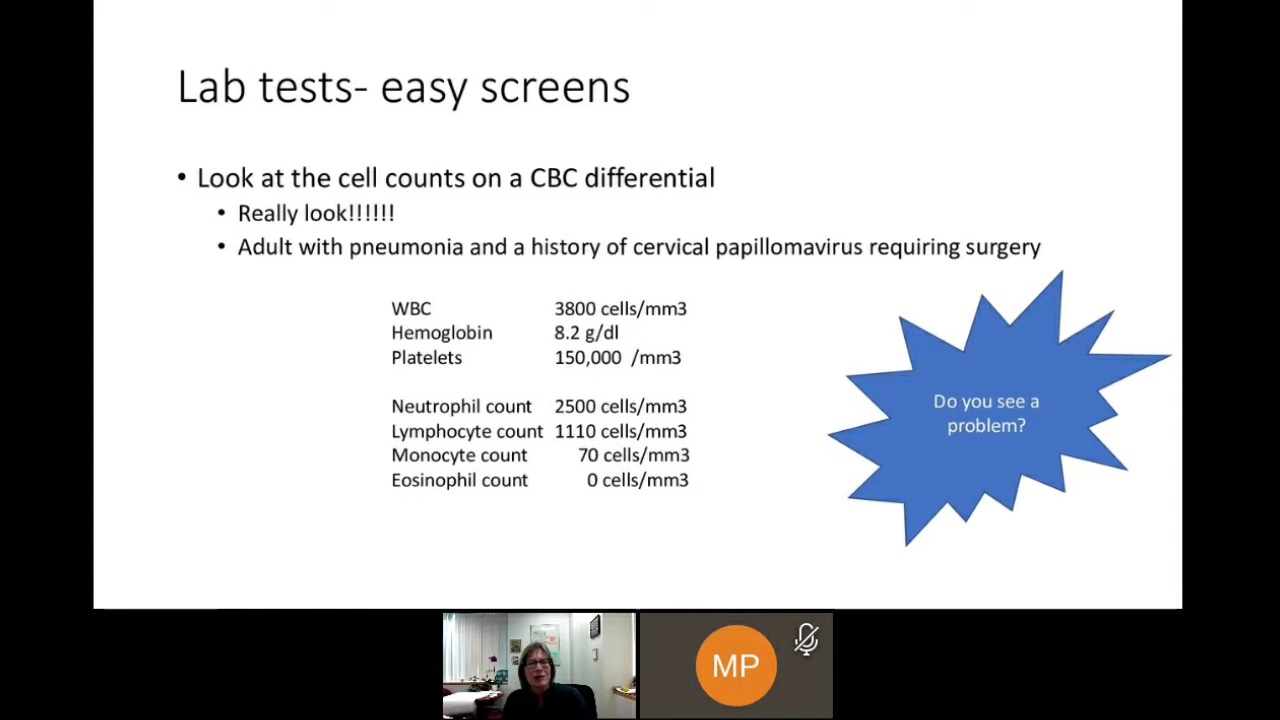 Lab tests- easy screens
• Look at the cell counts on a CBC differential
• Really look!!!!!!
• Adult with pneumonia and a history of cervical papillomavirus requiring surgery
WBC 3800 cells/mm3
Hemoglobin 8.2 g/dl
Platelets 150,000 /mm3
Neutrophil count 2500 cells/mm3
Lymphocyte count 1110 cells/mm3
Monocyte count 70 cells/mm3
Eosinophil count 0 cells/mm3
Do you see a
problem?
MP